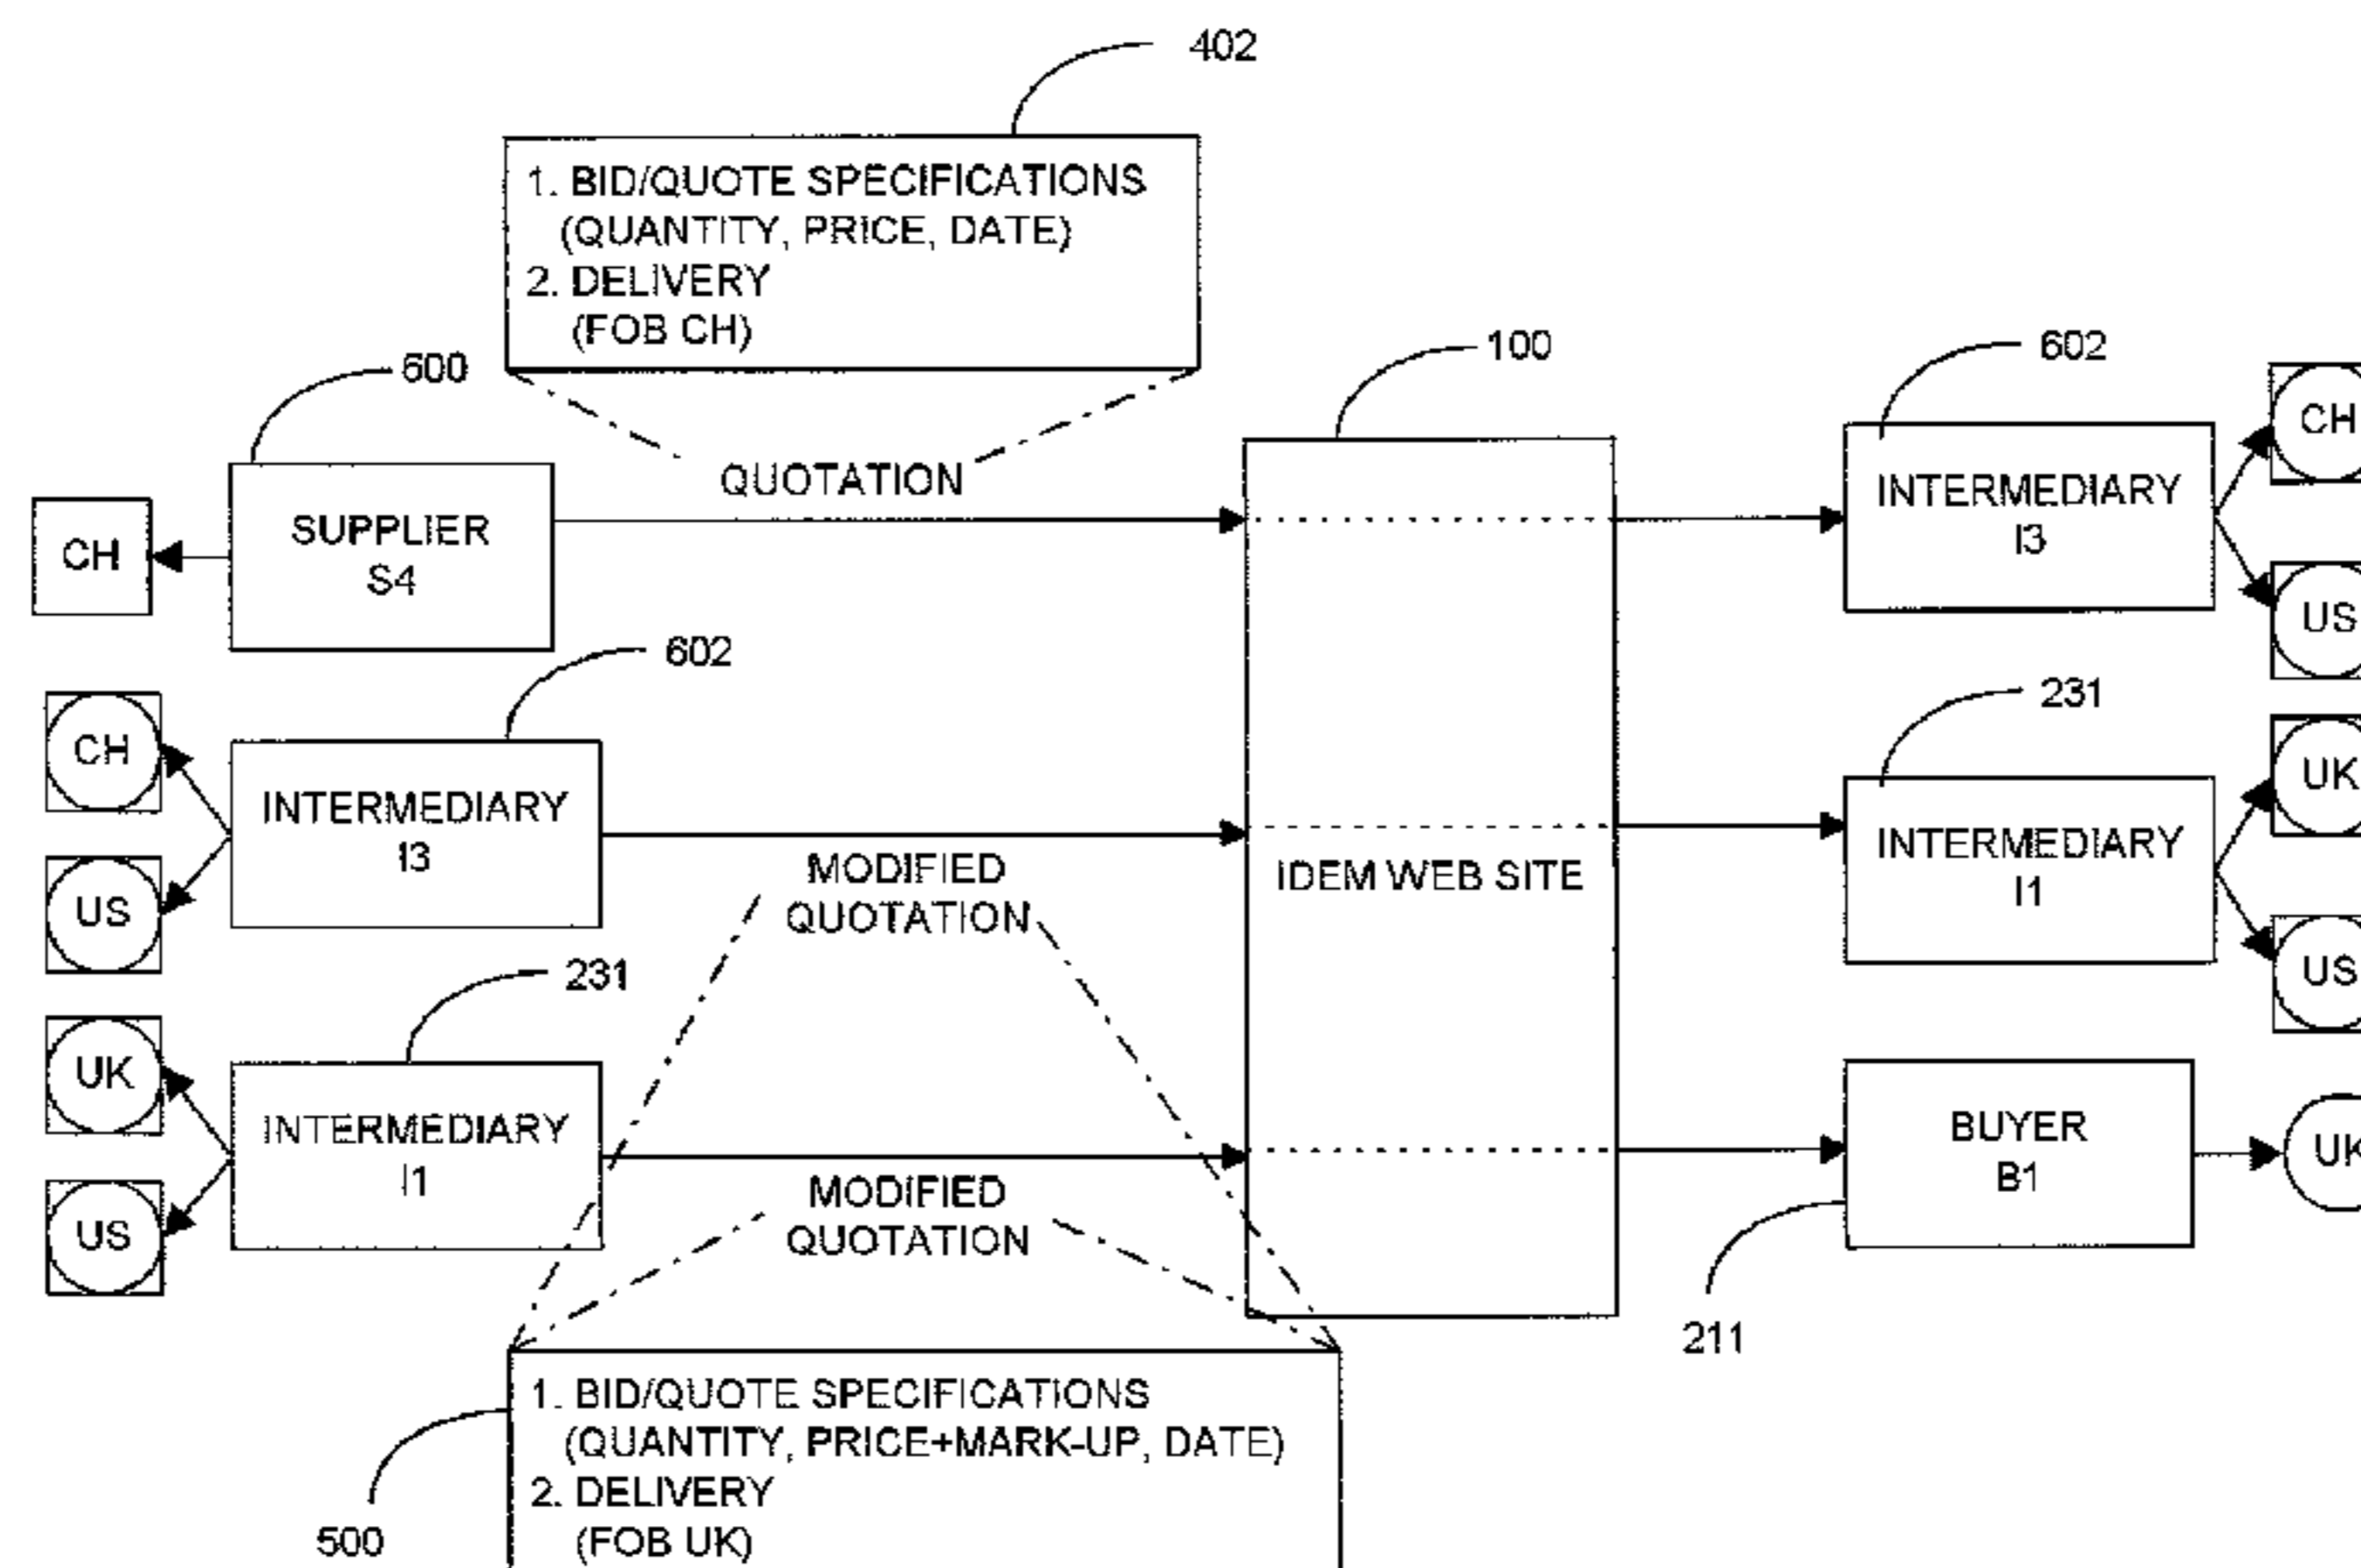 402
1. BID/QUOTE SPECIFICATIONS
(QUANTITY, PRICE, DATE)
2. DELIVERY
(FOB CH)
600
100
602
CH
QUOTATION
CH
SUPPLIER
S4
INTERMEDIARY
I3
US
602
231
CH
INTERMEDIARY
I3
UK
US
MODIFIED
QUOTATION
IDEM WEB SITE
INTERMEDIARY
I1
US
231
UK
INTERMEDIARY
I1
US
MODIFIED
QUOTATION
BUYER
B1
UK
211
1. BID/QUOTE SPECIFICATIONS
(QUANTITY, PRICE+MARK-UP, DATE)
2. DELIVERY
(FOB UK)
500